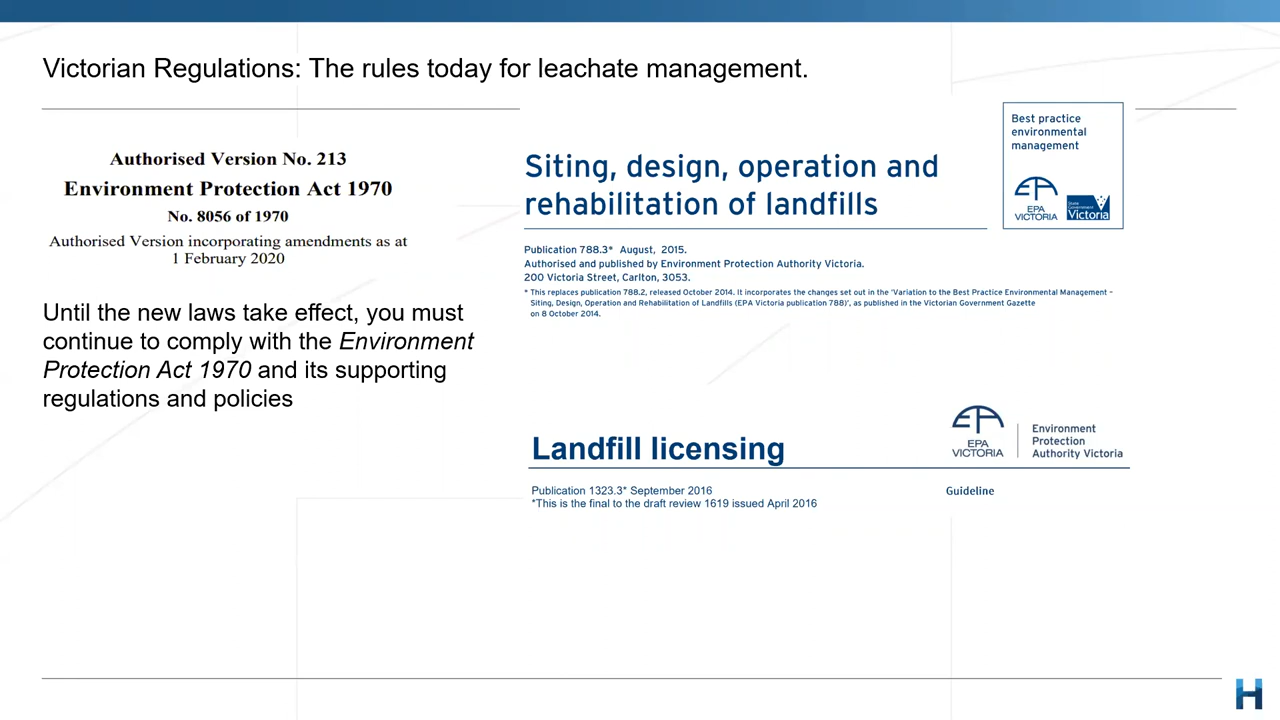 Victorian Regulations: The rules today for leachate management.
Authorised Version No. 213
Environment Protection Act 1970
No. 8056 of 1970
Authorised Version incorporating amendments as at
1 February 2020
Until the new laws take effect, you must
continue to comply with the Environment
Protection Act 1970 and its supporting
regulations and policies
Siting, design, operation and
rehabilitation of landfills
Best practice
environmental
management
EPA
VICTORIA
State
Government
Victoria
Publication 788.3* August, 2015.
Authorised and published by Environment Protection Authority Victoria.
200 Victoria Street, Carlton, 3053.
* This replaces publication 788.2, released October 2014. It incorporates the changes set out in the 'Variation to the Best Practice Environmental Management –
Siting, Design, Operation and Rehabilitation of Landfills (EPA Victoria publication 788)', as published in the Victorian Government Gazette
on 8 October 2014.
Landfill licensing
EPA
VICTORIA
Environment
Protection
Authority Victoria
Publication 1323.3* September 2016
*This is the final to the draft review 1619 issued April 2016
Guideline
H